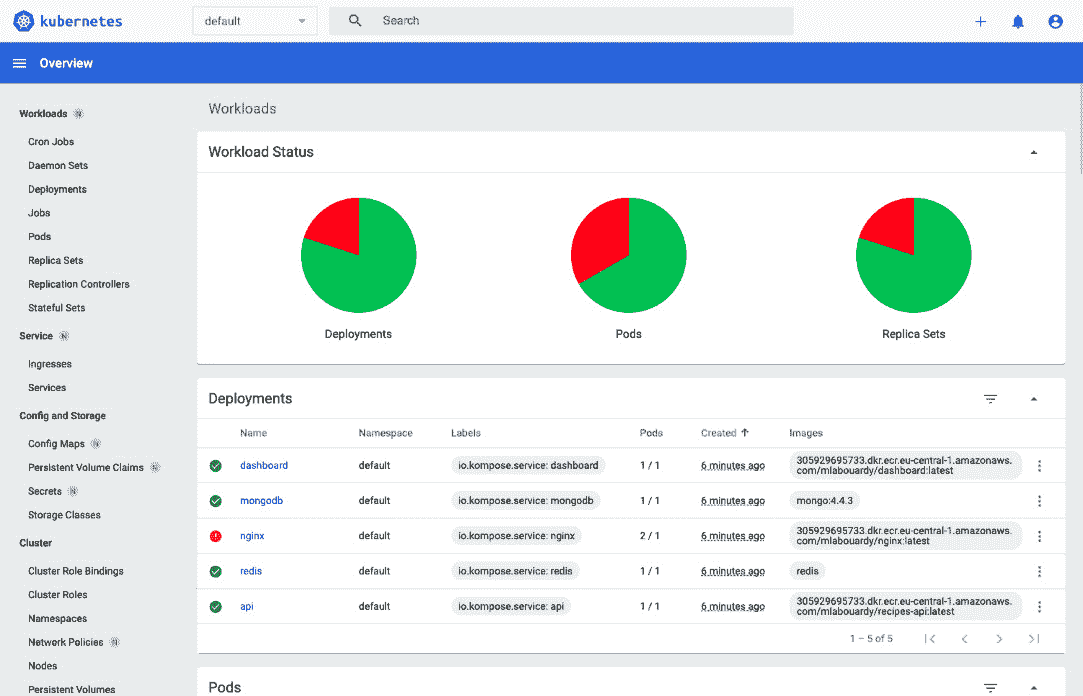 kubernetes
default
Search
Overview
Workloads N
Cron Jobs
Daemon Sets
Deployments
Jobs
Pods
Replica Sets
Replication Controllers
Stateful Sets
Service N
Ingresses
Services
Config and Storage
Config Maps N
Persistent Volume Claims N
Secrets N
Storage Classes
Cluster
Cluster Role Bindings
Cluster Roles
Namespaces
Network Policies N
Nodes
Persistent Volumes
Workloads
Workload Status
Deployments Pods Replica Sets
Deployments
Name Namespace Labels Pods Created Images
dashboard default io.kompose.service: dashboard 1 / 1 6 minutes ago 305929695733.dkr.ecr.eu-central-1.amazonaws.
com/mlabouardy/dashboard:latest
mongodb default io.kompose.service: mongodb 1 / 1 6 minutes ago mongo:4.4.3
nginx default io.kompose.service: nginx 2 / 1 6 minutes ago 305929695733.dkr.ecr.eu-central-1.amazonaws.
com/mlabouardy/nginx:latest
redis default io.kompose.service: redis 1 / 1 6 minutes ago redis
api default io.kompose.service: api 1 / 1 6 minutes ago 305929695733.dkr.ecr.eu-central-1.amazonaws.
com/mlabouardy/recipes-api:latest
1 – 5 of 5
Pods